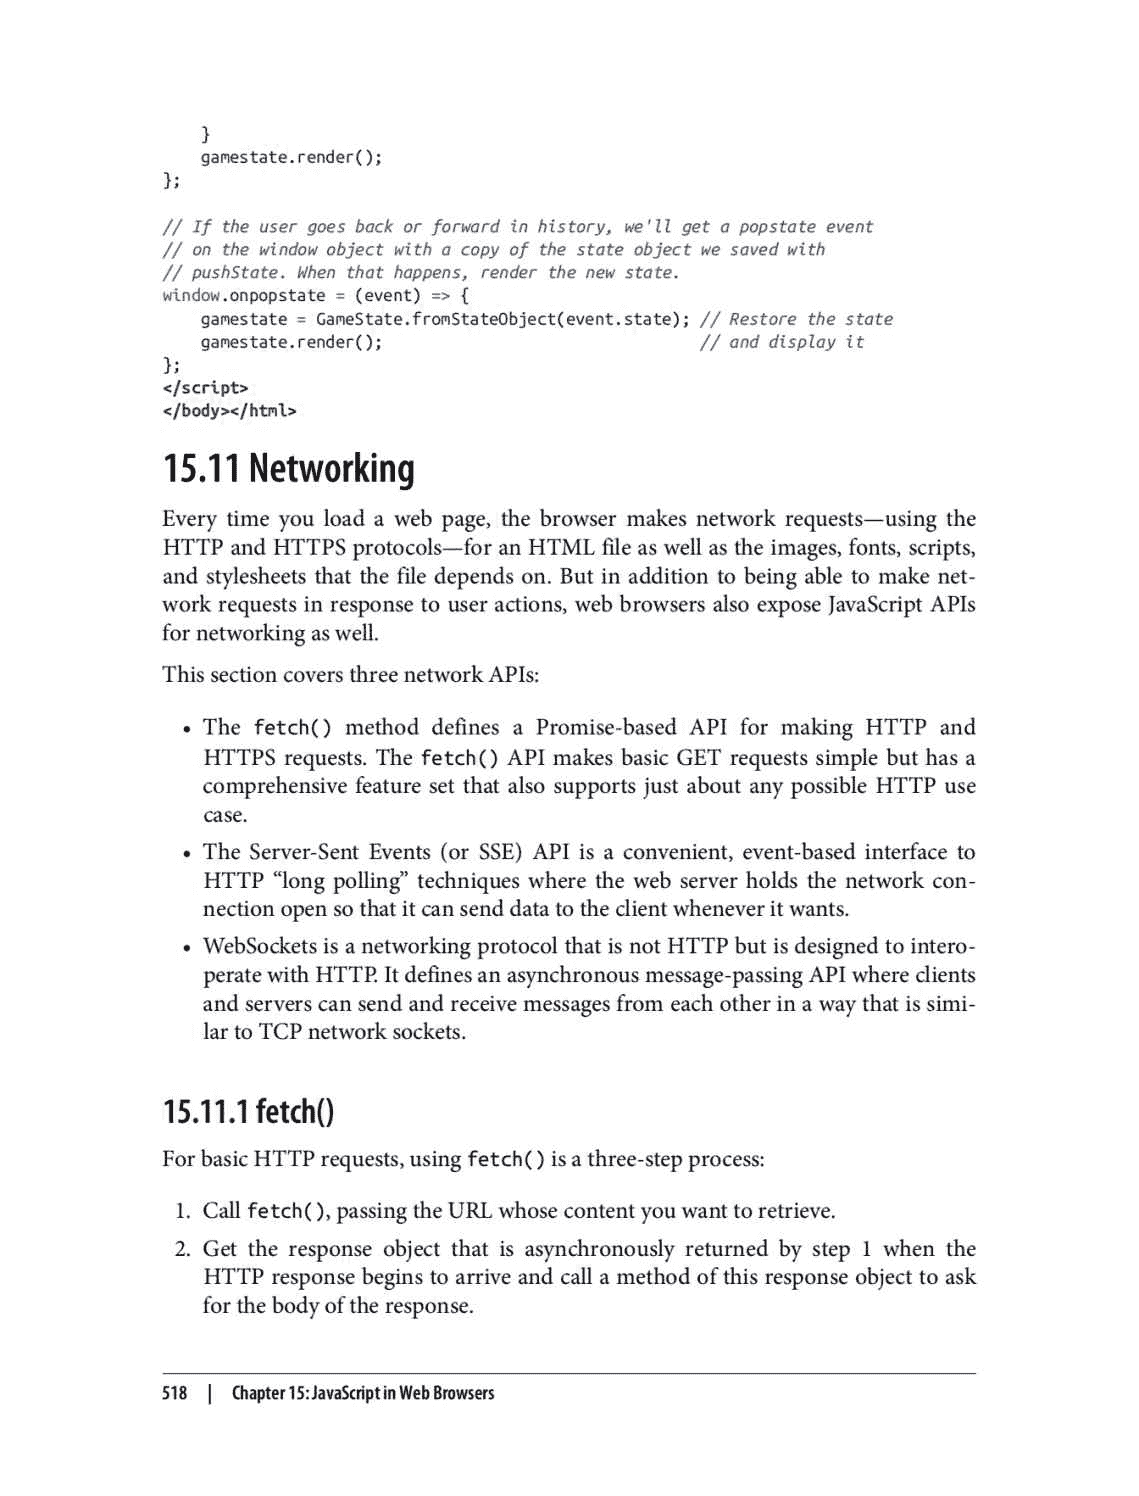 }
    gamestate.render();
};

// If the user goes back or forward in history, we'll get a popstate event
// on the window object with a copy of the state object we saved with
// pushState. When that happens, render the new state.
window.onpopstate = (event) => {
    gamestate = GameState.fromStateObject(event.state); // Restore the state
    gamestate.render();                                 // and display it
};
</script>
</body></html>
15.11 Networking
Every time you load a web page, the browser makes network requests—using the
HTTP and HTTPS protocols—for an HTML file as well as the images, fonts, scripts,
and stylesheets that the file depends on. But in addition to being able to make net-
work requests in response to user actions, web browsers also expose JavaScript APIs
for networking as well.
This section covers three network APIs:
• The fetch() method defines a Promise-based API for making HTTP and
HTTPS requests. The fetch() API makes basic GET requests simple but has a
comprehensive feature set that also supports just about any possible HTTP use
case.
• The Server-Sent Events (or SSE) API is a convenient, event-based interface to
HTTP “long polling” techniques where the web server holds the network con-
nection open so that it can send data to the client whenever it wants.
• WebSockets is a networking protocol that is not HTTP but is designed to intero-
perate with HTTP. It defines an asynchronous message-passing API where clients
and servers can send and receive messages from each other in a way that is simi-
lar to TCP network sockets.
15.11.1 fetch()
For basic HTTP requests, using fetch() is a three-step process:
1. Call fetch(), passing the URL whose content you want to retrieve.
2. Get the response object that is asynchronously returned by step 1 when the
HTTP response begins to arrive and call a method of this response object to ask
for the body of the response.
518 | Chapter 15: JavaScript in Web Browsers